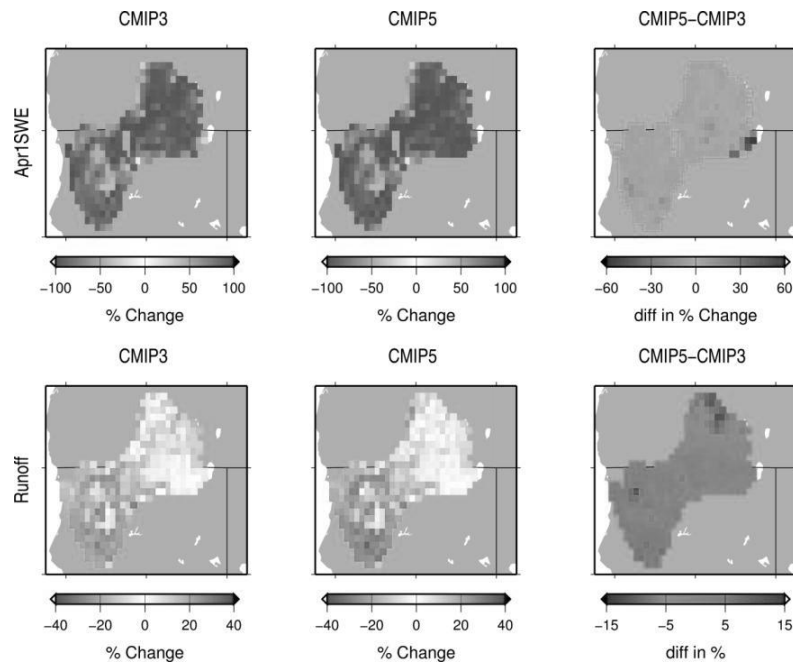 CMIP3 CMIP5 CMIP5−CMIP3
Apr1SWE
−100 −50 0 50 100 −100 −50 0 50 100 −60 −30 0 30 60
% Change % Change diff in % Change
CMIP3 CMIP5 CMIP5−CMIP3
Runoff
−40 −20 0 20 40 −40 −20 0 20 40 −15 −5 5 15
% Change % Change diff in %